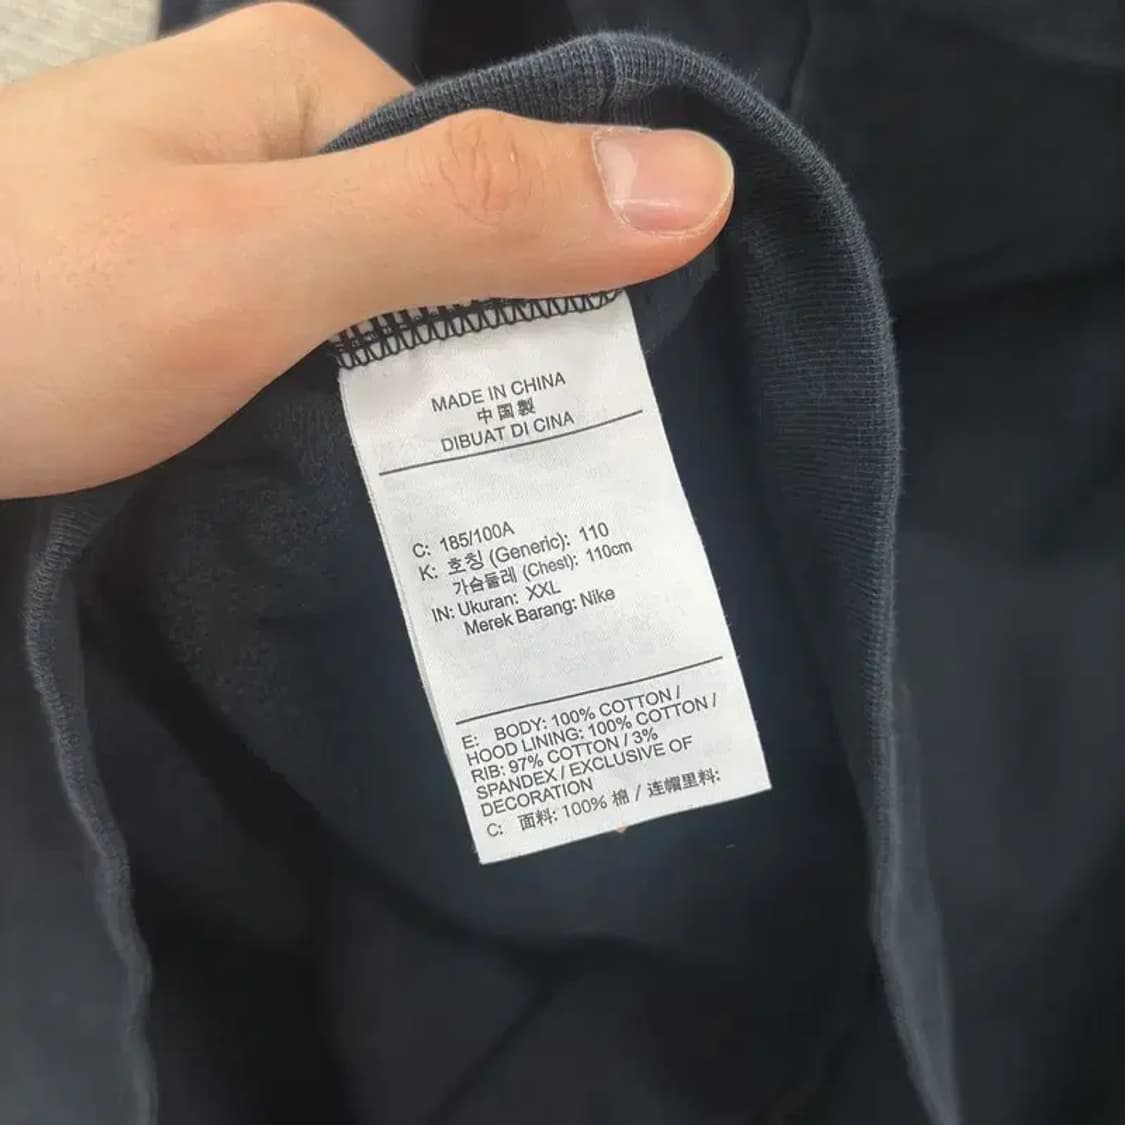 MADE IN CHINA
中国製
DIBUAT DI CINA
C: 185/100A
K: 호칭 (Generic): 110
가슴둘레 (Chest): 110cm
IN: Ukuran: XXL
Merek Barang: Nike
E: BODY: 100% COTTON /
HOOD LINING: 100% COTTON /
RIB: 97% COTTON / 3%
SPANDEX / EXCLUSIVE OF
DECORATION
C: 面料: 100% 棉 / 连帽里料: